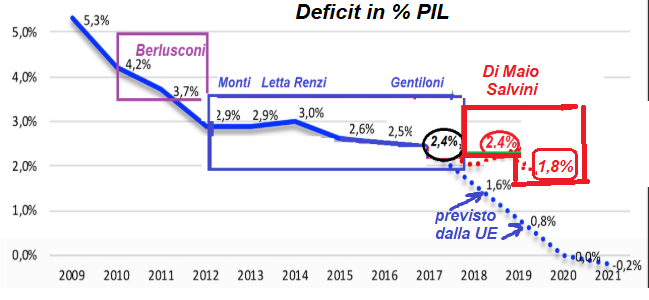 Deficit in % PIL
5,0%
4,0%
3,0%
2,0%
1,0%
0,0%
5,3%
Berlusconi
4,2%
3,7%
Monti Letta Renzi Gentiloni
2,9% 2,9% 3,0% 2,6% 2,5% 2,4%
Di Maio
Salvini
2,4%
1,8%
previsto
dalla UE
1,6%
0,8%
0,0%
-0,2%
2009 2010 2011 2012 2013 2014 2015 2016 2017 2018 2019 2020 2021